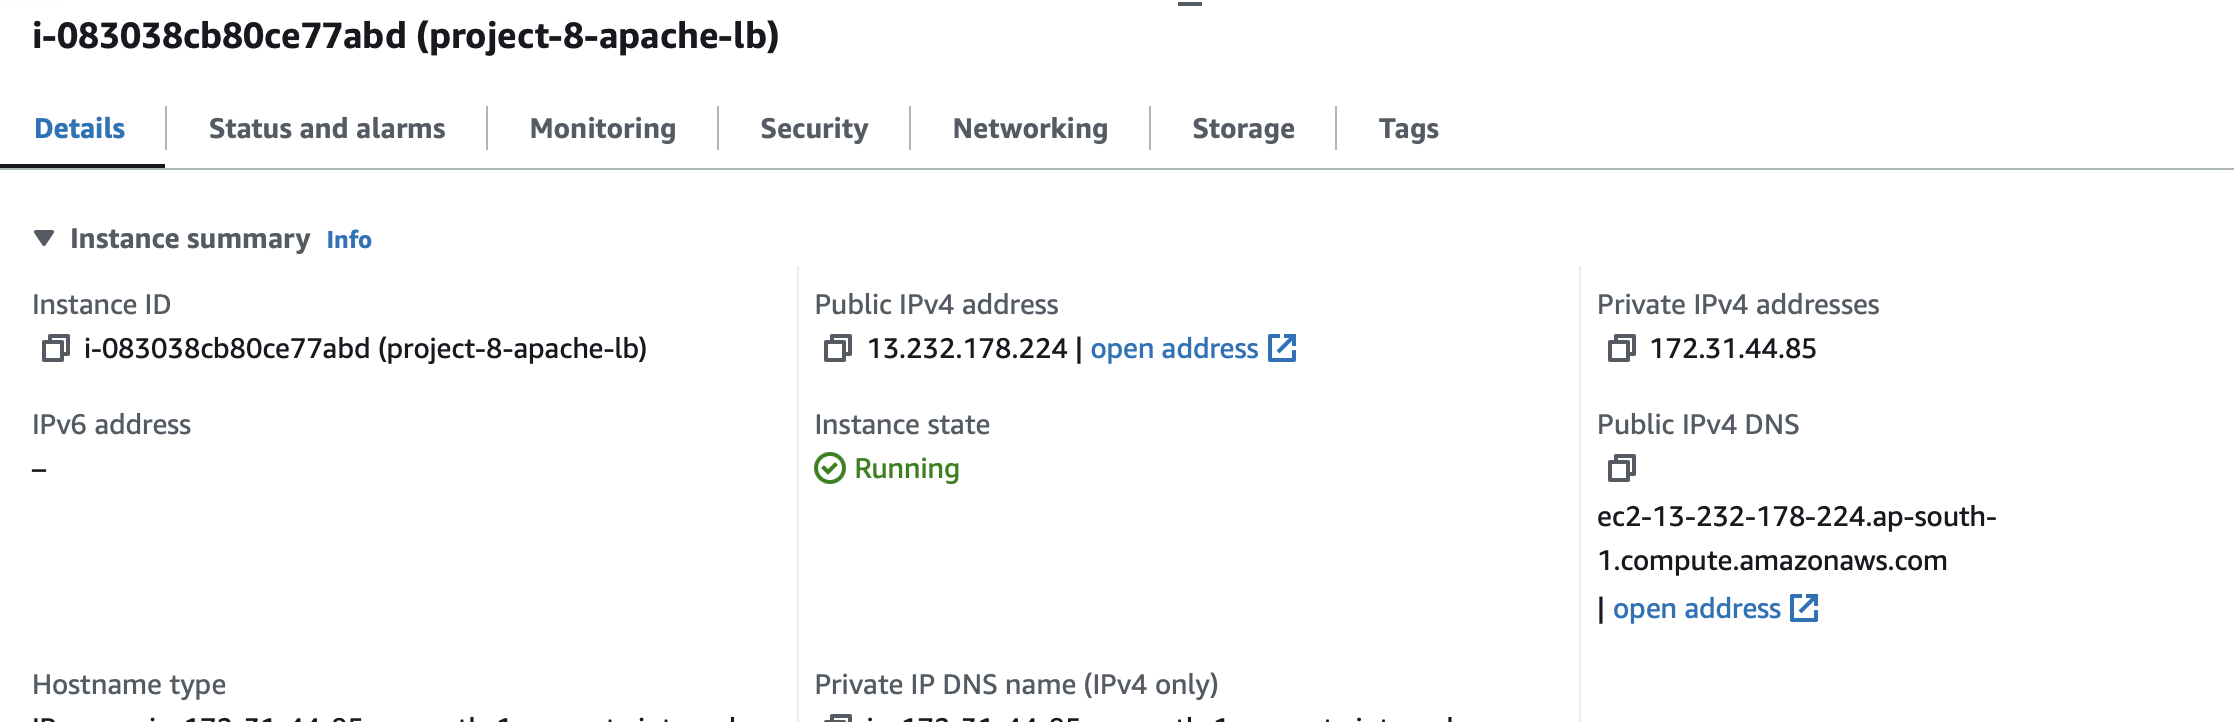 i-083038cb80ce77abd (project-8-apache-lb)
Details Status and alarms Monitoring Security Networking Storage Tags
Instance summary Info
Instance ID
i-083038cb80ce77abd (project-8-apache-lb)
Public IPv4 address
13.232.178.224 | open address
Private IPv4 addresses
172.31.44.85
IPv6 address
–
Instance state
Running
Public IPv4 DNS
ec2-13-232-178-224.ap-south-
1.compute.amazonaws.com
| open address
Hostname type
Private IP DNS name (IPv4 only)